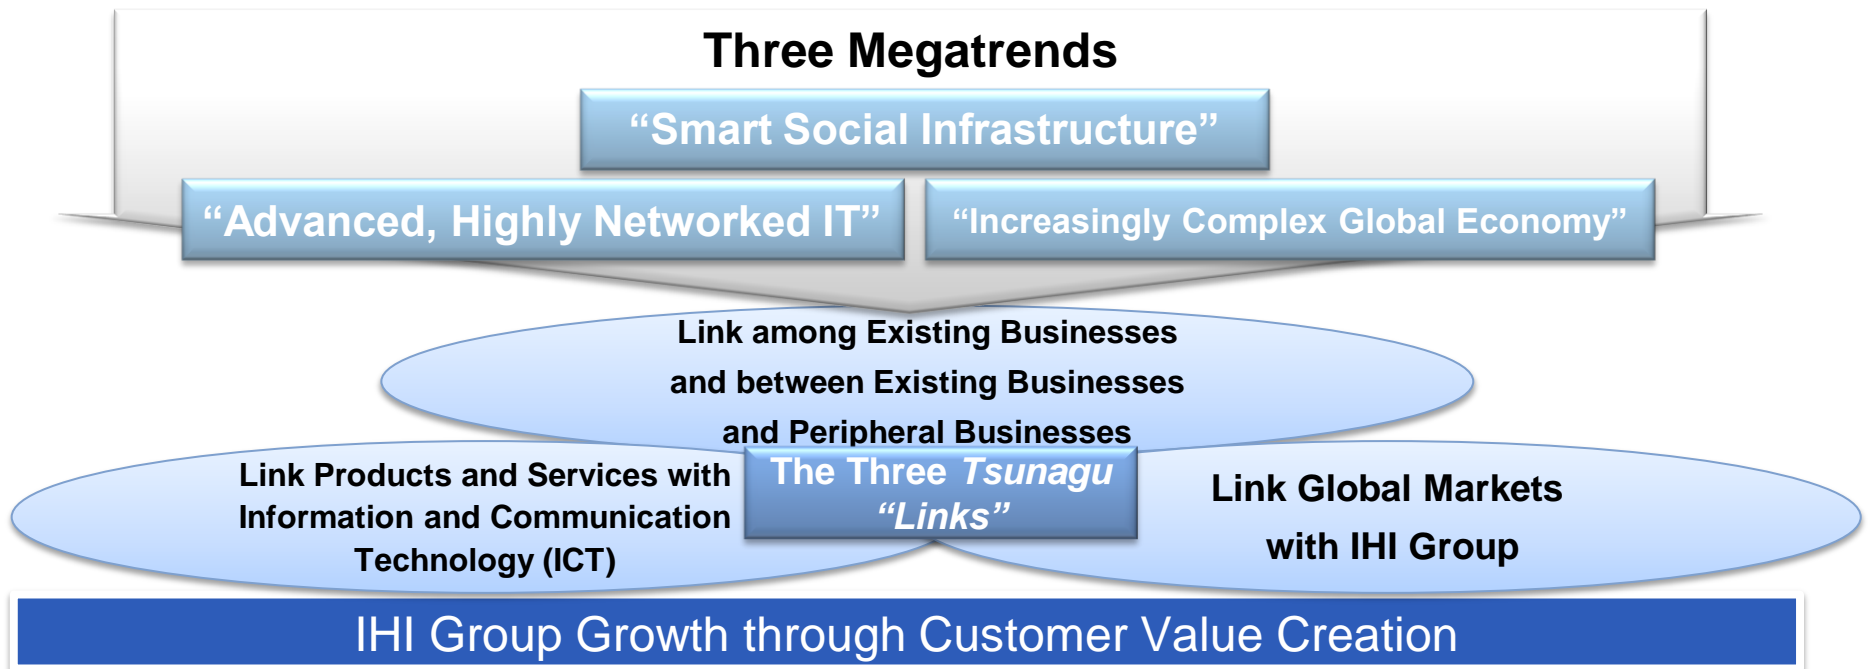 Three Megatrends
“Smart Social Infrastructure”
“Advanced, Highly Networked IT”
“Increasingly Complex Global Economy”
Link among Existing Businesses
and between Existing Businesses
and Peripheral Businesses
The Three Tsunagu
“Links”
Link Products and Services with
Information and Communication
Technology (ICT)
Link Global Markets
with IHI Group
IHI Group Growth through Customer Value Creation